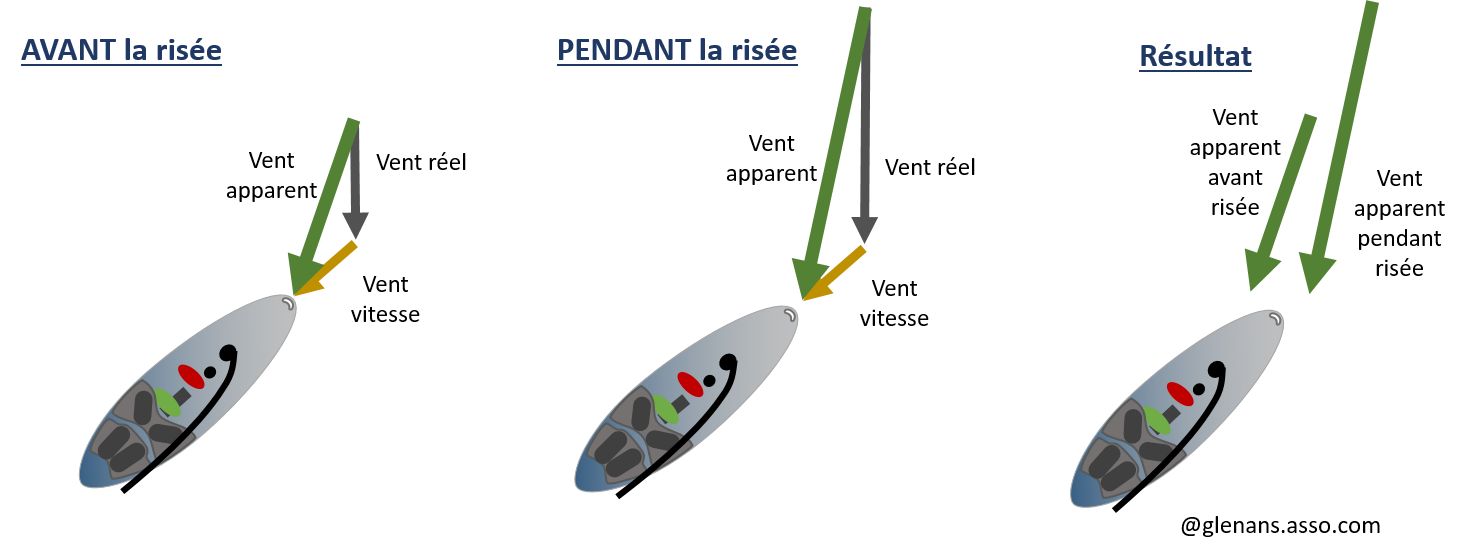 AVANT la risée
Vent
apparent
Vent réel
Vent
vitesse
PENDANT la risée
Vent
apparent
Vent réel
Vent
vitesse
Résultat
Vent
apparent
avant
risée
Vent
apparent
pendant
risée
@glenans.asso.com